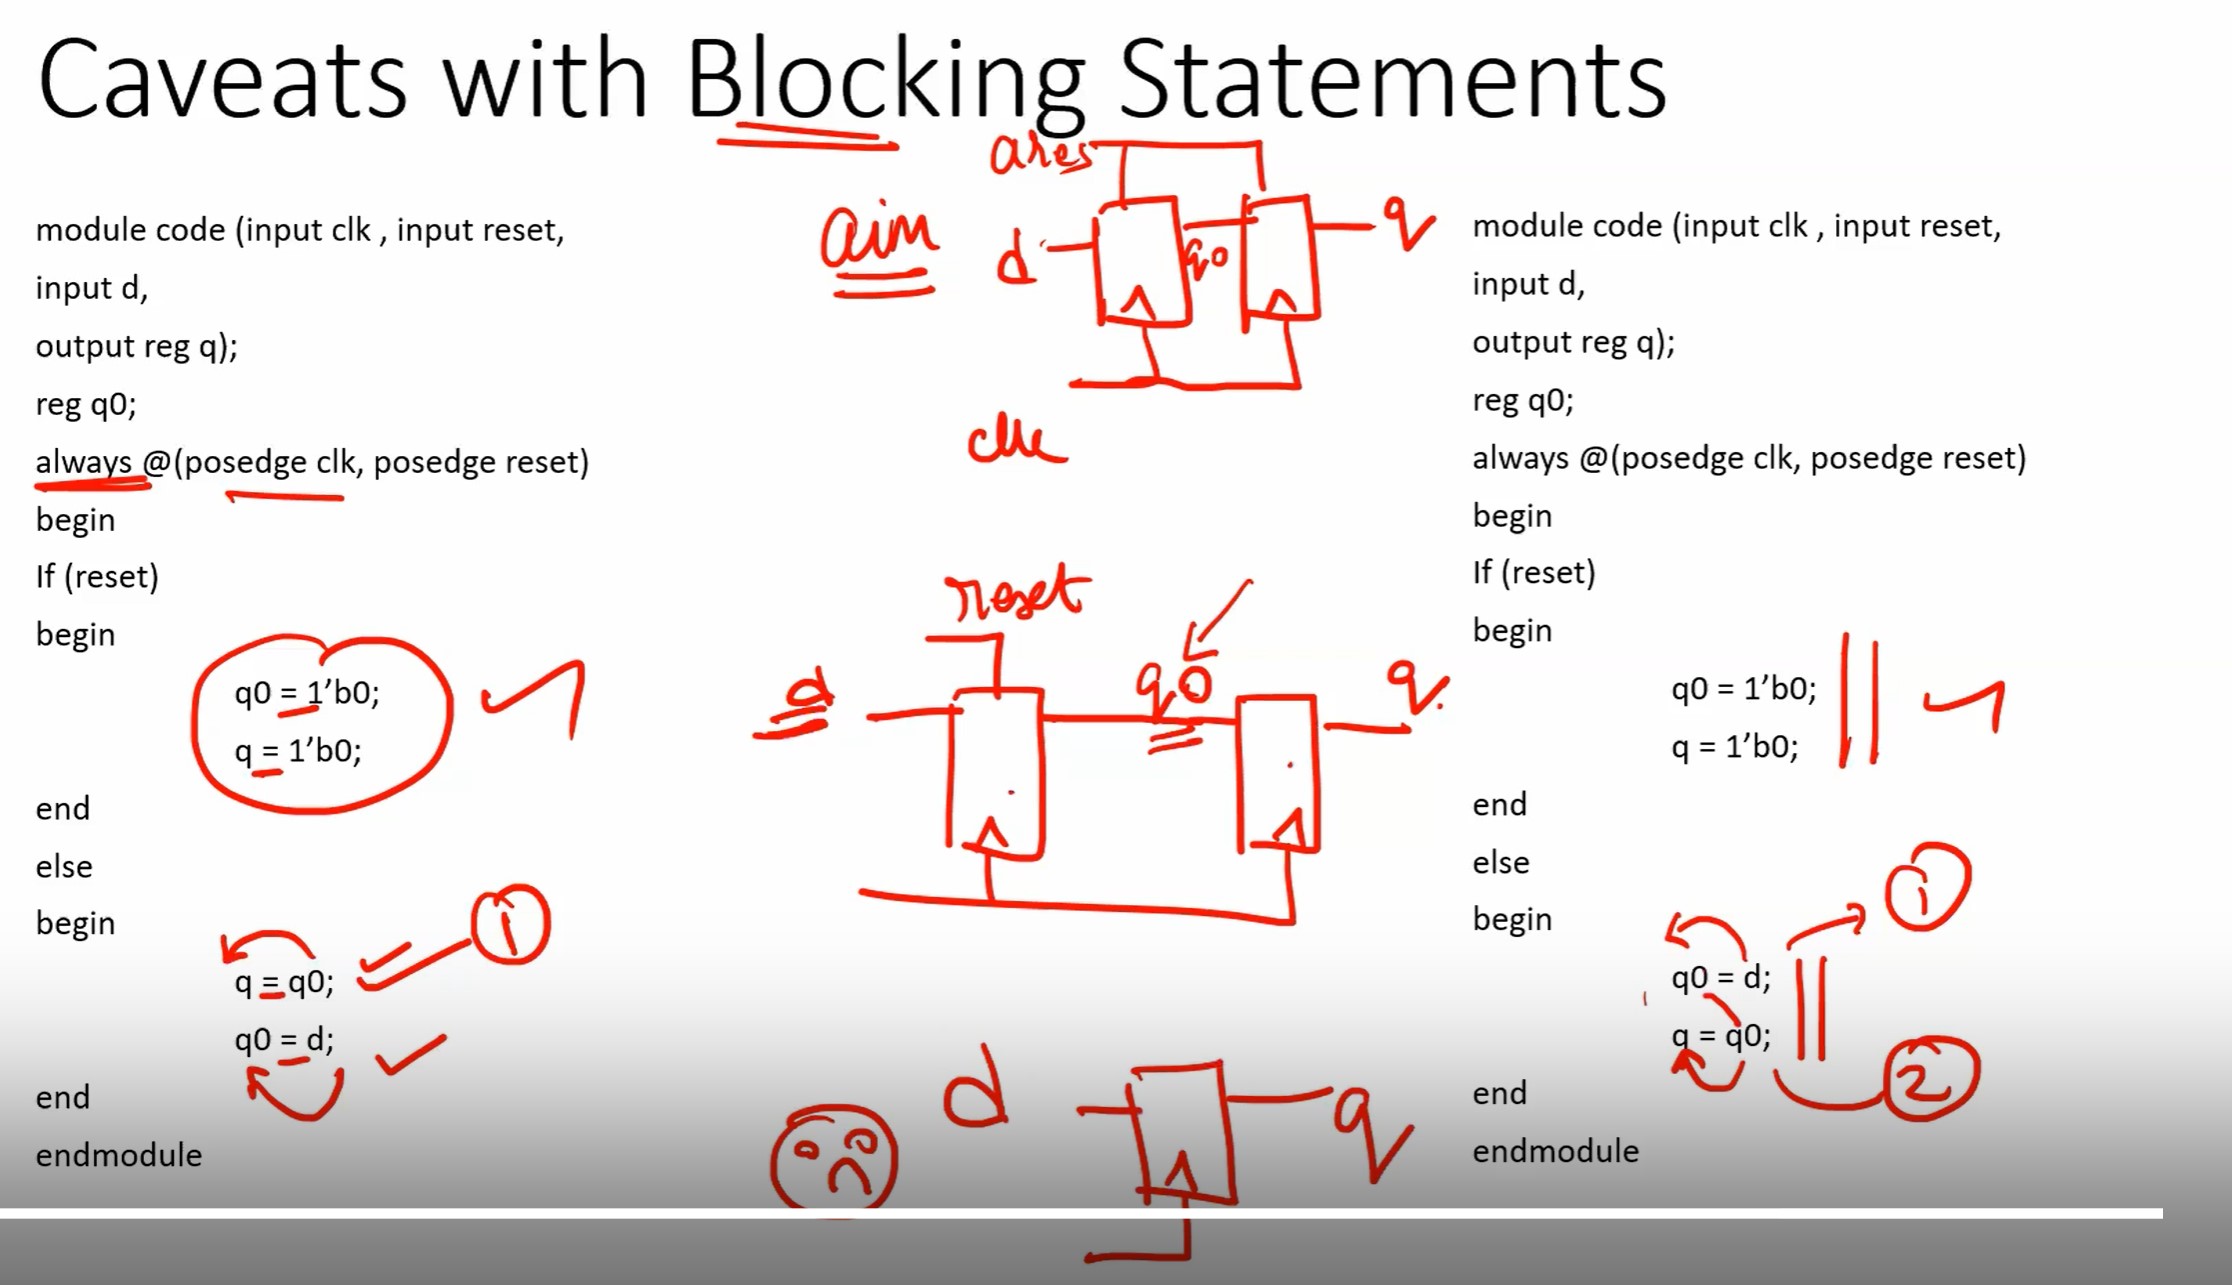 Caveats with Blocking Statements
module code (input clk , input reset,
input d,
output reg q);
reg q0;
always @(posedge clk, posedge reset)
begin
If (reset)
begin
q0 = 1’b0;
q = 1’b0;
end
else
begin
q = q0;
q0 = d;
end
endmodule
ares
aim
d
q0
q
clk
reset
d
q0
q
d
q
1
module code (input clk , input reset,
input d,
output reg q);
reg q0;
always @(posedge clk, posedge reset)
begin
If (reset)
begin
q0 = 1’b0;
q = 1’b0;
end
else
begin
q0 = d;
q = q0;
end
endmodule
1
2